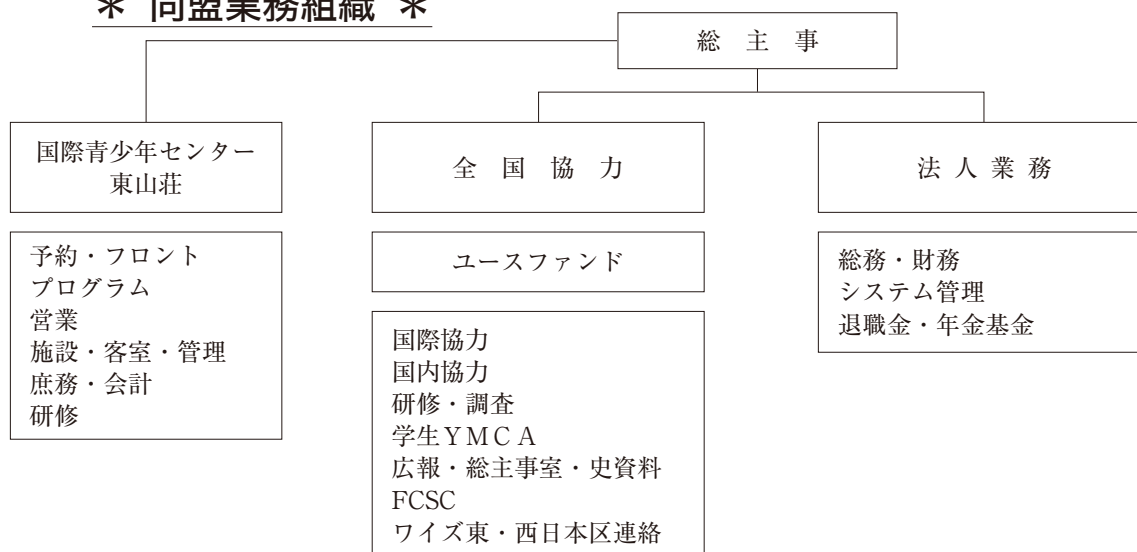 ＊ 同盟業務組織 ＊
総 主 事
国際青少年センター
東山荘
予約・フロント
プログラム
営業
施設・客室・管理
庶務・会計
研修
全 国 協 力
ユースファンド
国際協力
国内協力
研修・調査
学生ＹＭＣＡ
広報・総主事室・史資料
FCSC
ワイズ東・西日本区連絡
法 人 業 務
総務・財務
システム管理
退職金・年金基金